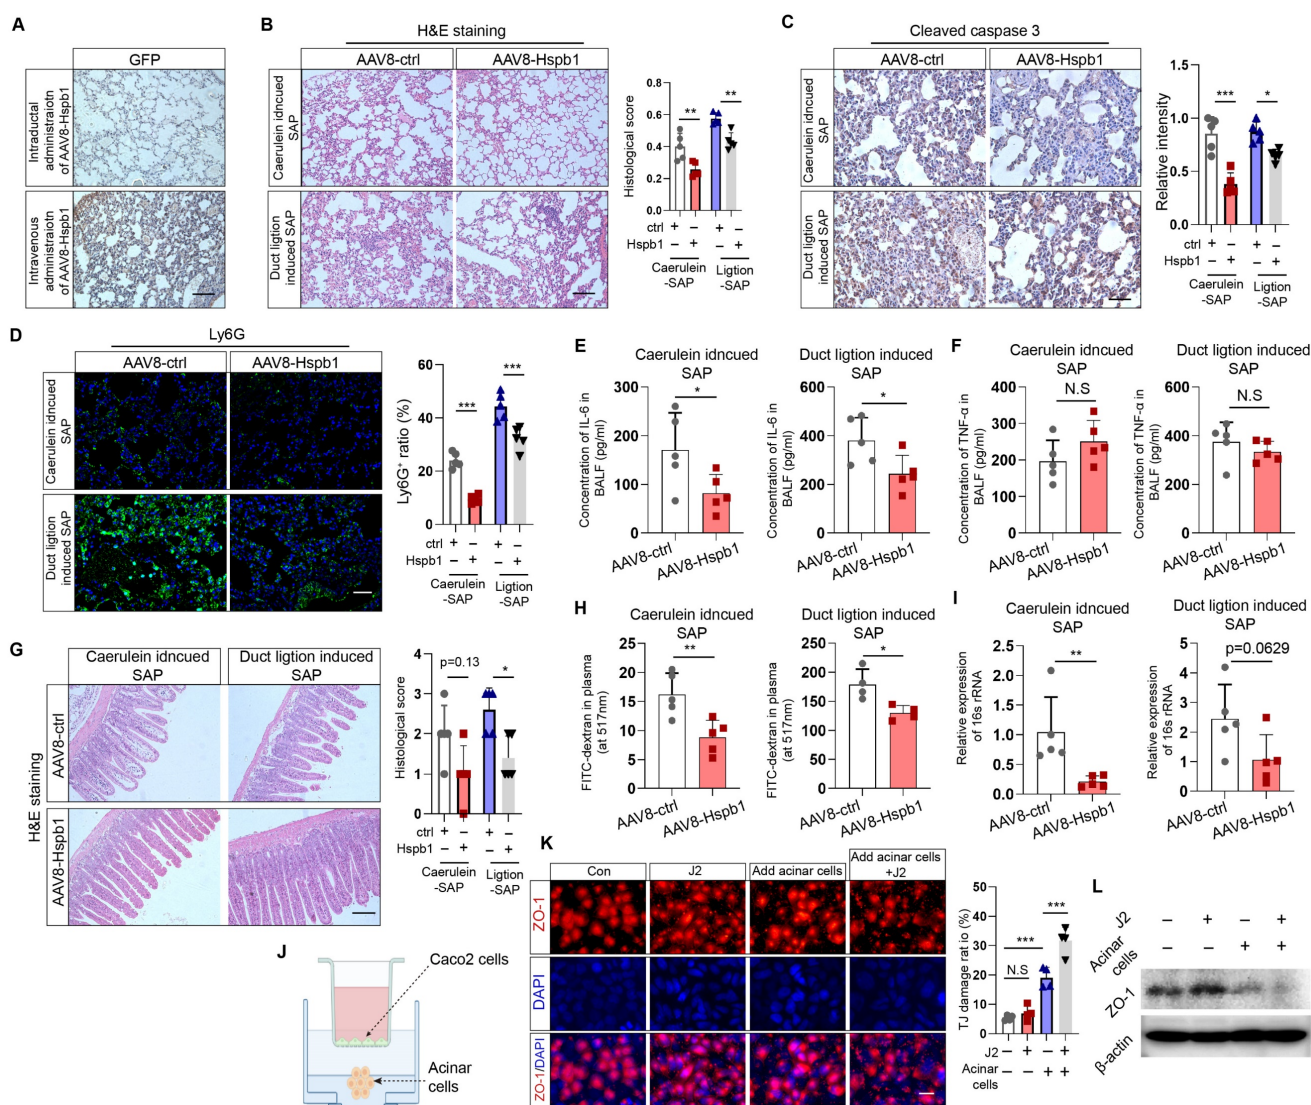 A
GFP
Intraductal
administraiotn
of AAV8-Hspb1
Intravenous
administraiotn
of AAV8-Hspb1
B
H&E staining
AAV8-ctrl
AAV8-Hspb1
Caerulein idncued
SAP
Duct ligtion
induced SAP
Histological score
0.8
0.6
0.4
0.2
0.0
**
**
ctrl + – + –
Hspb1 – + – +
Caerulein
-SAP
Ligtion
-SAP
C
Cleaved caspase 3
AAV8-ctrl
AAV8-Hspb1
Caerulein idncued
SAP
Duct ligtion
induced SAP
Relative intensity
1.5
1.0
0.5
0.0
***
*
ctrl + – + –
Hspb1 – + – +
Caerulein
-SAP
Ligtion
-SAP
D
Ly6G
AAV8-ctrl
AAV8-Hspb1
Caerulein idncued
SAP
Duct ligtion
induced SAP
Ly6G⁺ ratio (%)
60
40
20
0
***
***
ctrl + – + –
Hspb1 – + – +
Caerulein
-SAP
Ligtion
-SAP
E
Caerulein idncued
SAP
Concentration of IL-6 in
BALF (pg/ml)
300
200
100
0
*
AAV8-ctrl
AAV8-Hspb1
Duct ligtion induced
SAP
Concentration of IL-6 in
BALF (pg/ml)
600
400
200
0
*
AAV8-ctrl
AAV8-Hspb1
F
Caerulein idncued
SAP
Concentration of TNF-α in
BALF (pg/ml)
400
300
200
100
0
N.S
AAV8-ctrl
AAV8-Hspb1
Duct ligtion induced
SAP
Concentration of TNF-α in
BALF (pg/ml)
600
400
200
0
N.S
AAV8-ctrl
AAV8-Hspb1
G
Caerulein idncued
SAP
Duct ligtion induced
SAP
H&E staining
AAV8-ctrl
AAV8-Hspb1
Histological score
4
3
2
1
0
p=0.13
*
ctrl + – + –
Hspb1 – + – +
Caerulein
-SAP
Ligtion
-SAP
H
Caerulein idncued
SAP
FITC-dextran in plasma
(at 517nm)
25
20
15
10
5
0
**
AAV8-ctrl
AAV8-Hspb1
Duct ligtion induced
SAP
FITC-dextran in plasma
(at 517nm)
250
200
150
100
50
0
*
AAV8-ctrl
AAV8-Hspb1
I
Caerulein idncued
SAP
Relative expression
of 16s rRNA
2.5
2.0
1.5
1.0
0.5
0.0
**
AAV8-ctrl
AAV8-Hspb1
Duct ligtion induced
SAP
Relative expression
of 16s rRNA
5
4
3
2
1
0
p=0.0629
AAV8-ctrl
AAV8-Hspb1
J
Caco2 cells
Acinar
cells
K
Con
J2
Add acinar cells
Add acinar cells
+J2
ZO-1
DAPI
ZO-1/DAPI
TJ damage rat io (%)
50
40
30
20
10
0
N.S
***
***
J2 – + – +
Acinar
cells
– – + +
L
J2 – + – +
Acinar
cells
– – + +
ZO-1
β-actin